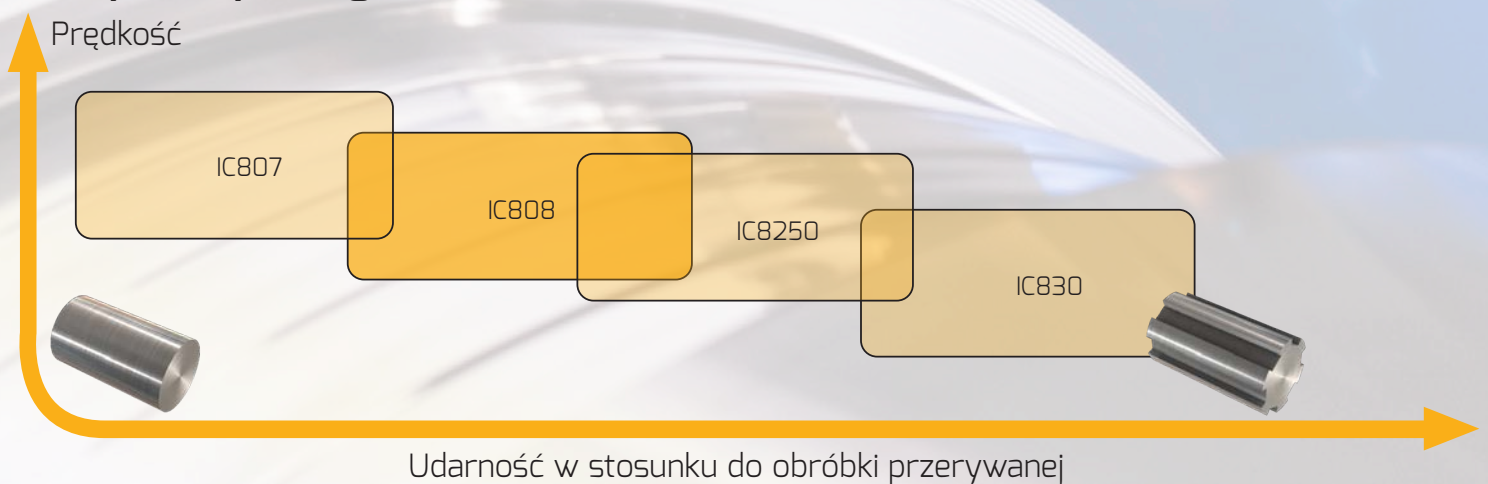 Prędkość
IC807
IC808
IC8250
IC830
Udarność w stosunku do obróbki przerywanej